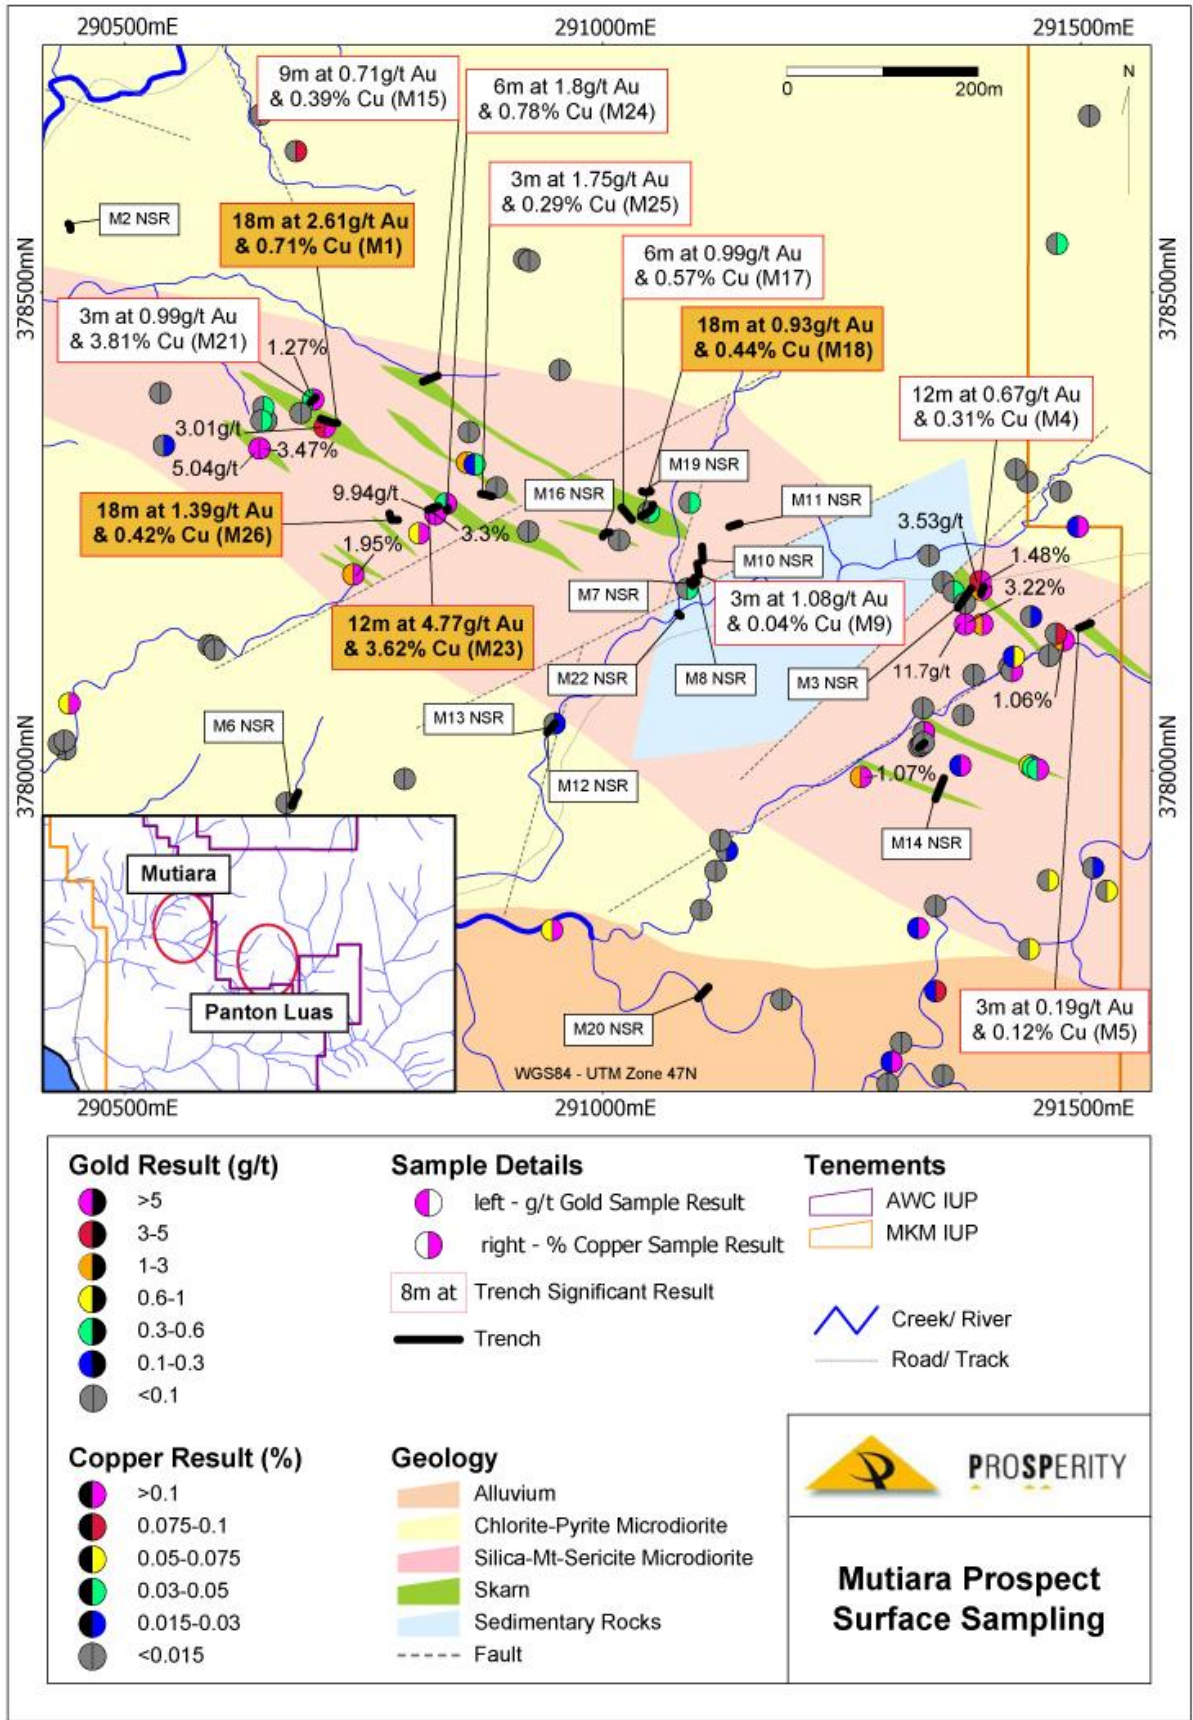 290500mE
291000mE
291500mE
9m at 0.71g/t Au
& 0.39% Cu (M15)
6m at 1.8g/t Au
& 0.78% Cu (M24)
0
200m
N
3m at 1.75g/t Au
& 0.29% Cu (M25)
M2 NSR
18m at 2.61g/t Au
& 0.71% Cu (M1)
6m at 0.99g/t Au
& 0.57% Cu (M17)
378500mN
378500mN
3m at 0.99g/t Au
& 3.81% Cu (M21)
1.27%
18m at 0.93g/t Au
& 0.44% Cu (M18)
12m at 0.67g/t Au
& 0.31% Cu (M4)
3.01g/t
3.47%
5.04g/t
M19 NSR
M16 NSR
M11 NSR
9.94g/t
3.3%
18m at 1.39g/t Au
& 0.42% Cu (M26)
1.95%
3.53g/t
1.48%
3.22%
M10 NSR
M7 NSR
3m at 1.08g/t Au
& 0.04% Cu (M9)
12m at 4.77g/t Au
& 3.62% Cu (M23)
11.7g/t
M22 NSR
M8 NSR
M3 NSR
1.06%
M13 NSR
M6 NSR
378000mN
378000mN
M12 NSR
1.07%
M14 NSR
Mutiara
Panton Luas
M20 NSR
3m at 0.19g/t Au
& 0.12% Cu (M5)
WGS84 - UTM Zone 47N
290500mE
291000mE
291500mE
Gold Result (g/t)
>5
3-5
1-3
0.6-1
0.3-0.6
0.1-0.3
<0.1
Copper Result (%)
>0.1
0.075-0.1
0.05-0.075
0.03-0.05
0.015-0.03
<0.015
Sample Details
left - g/t Gold Sample Result
right - % Copper Sample Result
8m at
Trench Significant Result
Trench
Geology
Alluvium
Chlorite-Pyrite Microdiorite
Silica-Mt-Sericite Microdiorite
Skarn
Sedimentary Rocks
Fault
Tenements
AWC IUP
MKM IUP
Creek/ River
Road/ Track
PROSPERITY
Mutiara Prospect
Surface Sampling